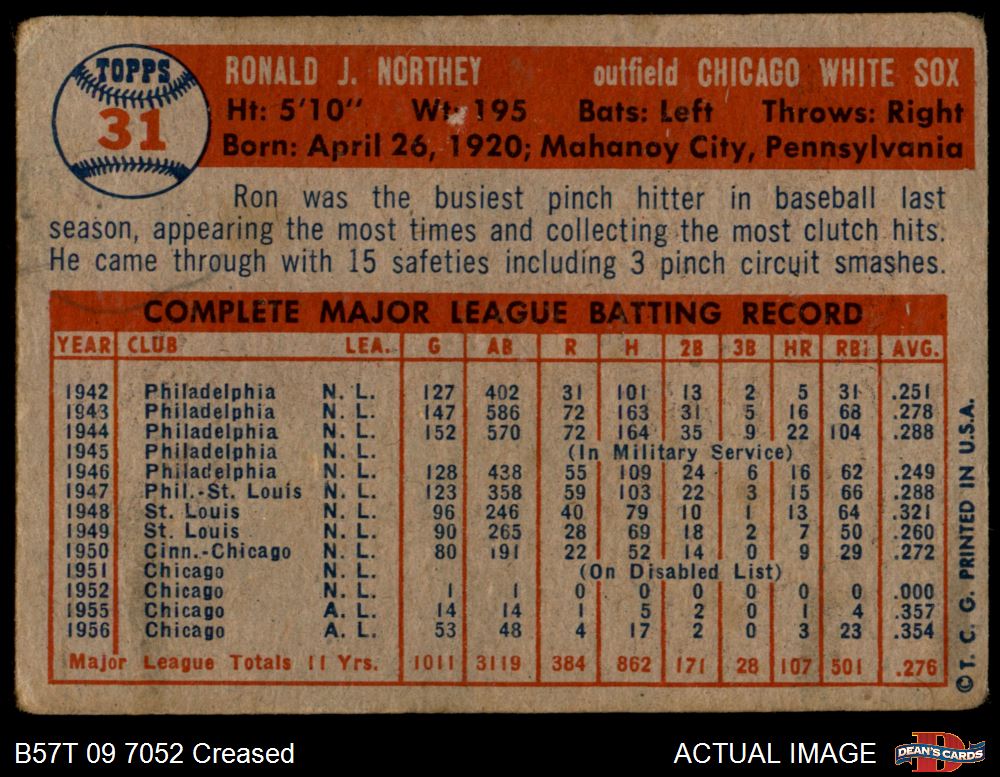 TOPPS
31
RONALD J. NORTHEY outfield CHICAGO WHITE SOX
Ht: 5'10" Wt: 195 Bats: Left Throws: Right
Born: April 26, 1920; Mahanoy City, Pennsylvania
Ron was the busiest pinch hitter in baseball last
season, appearing the most times and collecting the most clutch hits.
He came through with 15 safeties including 3 pinch circuit smashes.
COMPLETE MAJOR LEAGUE BATTING RECORD
YEAR CLUB LEA. G AB R H 2B 3B HR RBI AVG.
1942 Philadelphia N. L. 127 402 31 101 13 2 5 31 .251
1943 Philadelphia N. L. 147 586 72 163 31 5 16 68 .278
1944 Philadelphia N. L. 152 570 72 164 35 9 22 104 .288
1945 Philadelphia N. L. (In Military Service)
1946 Philadelphia N. L. 128 438 55 109 24 6 16 62 .249
1947 Phil.-St. Louis N. L. 123 358 59 103 22 3 15 66 .288
1948 St. Louis N. L. 96 246 40 79 10 1 13 64 .321
1949 St. Louis N. L. 90 265 28 69 18 2 7 50 .260
1950 Cinn.-Chicago N. L. 80 191 22 52 14 0 9 29 .272
1951 Chicago N. L. (On Disabled List)
1952 Chicago N. L. 1 1 0 0 0 0 0 0 .000
1955 Chicago A. L. 14 14 1 5 2 0 1 4 .357
1956 Chicago A. L. 53 48 4 17 2 0 3 23 .354
Major League Totals 11 Yrs. 1011 3119 384 862 171 28 107 501 .276
© T. C. G. PRINTED IN U.S.A.
B57T 09 7052 Creased
ACTUAL IMAGE
DEAN'S CARDS